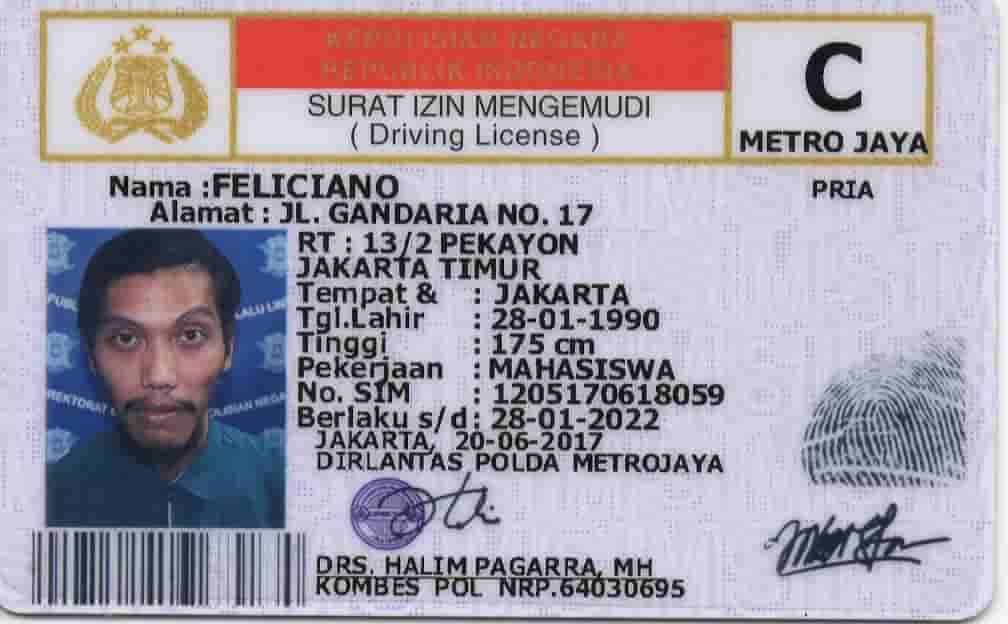 KEPOLISIAN NEGARA
REPUBLIK INDONESIA
SURAT IZIN MENGEMUDI
( Driving License )
C
METRO JAYA
Nama :FELICIANO
PRIA
Alamat : JL. GANDARIA NO. 17
RT : 13/2 PEKAYON
JAKARTA TIMUR
Tempat & : JAKARTA
Tgl.Lahir : 28-01-1990
Tinggi : 175 cm
Pekerjaan : MAHASISWA
No. SIM : 1205170618059
Berlaku s/d : 28-01-2022
JAKARTA, 20-06-2017
DIRLANTAS POLDA METROJAYA
DRS. HALIM PAGARRA, MH
KOMBES POL NRP.64030695